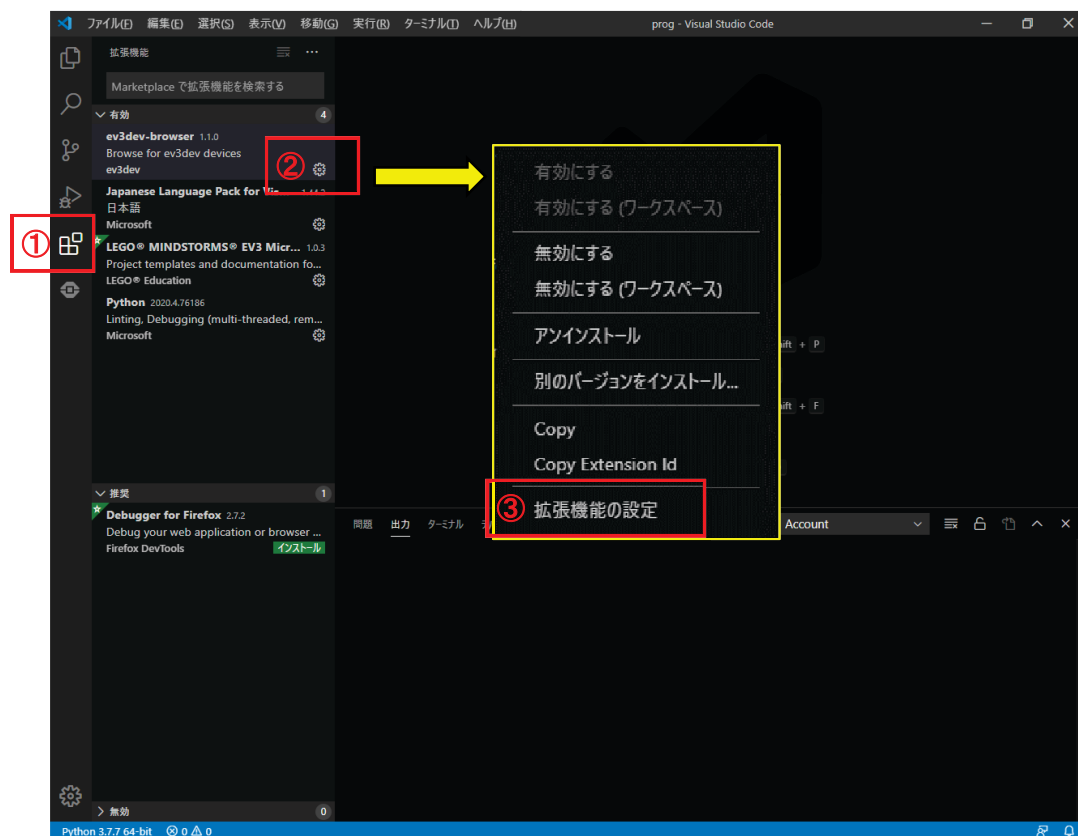 ファイル(F) 編集(E) 選択(S) 表示(V) 移動(G) 実行(R) ターミナル(T) ヘルプ(H) prog - Visual Studio Code
拡張機能
Marketplace で拡張機能を検索する
有効 4
ev3dev-browser 1.1.0
Browse for ev3dev devices
ev3dev
②
Japanese Language Pack for Vis...
日本語
Microsoft
①
LEGO® MINDSTORMS® EV3 Micr... 1.0.3
Project templates and documentation fo...
LEGO® Education
Python 2020.4.76186
Linting, Debugging (multi-threaded, rem...
Microsoft
推奨 1
Debugger for Firefox 2.7.2
Debug your web application or browser ...
Firefox DevTools インストール
無効 0
有効にする
有効にする (ワークスペース)
無効にする
無効にする (ワークスペース)
アンインストール
別のバージョンをインストール...
Copy
Copy Extension Id
③ 拡張機能の設定
+ P
+ F
問題 出力 ターミナル
Account
Python 3.7.7 64-bit 0 0